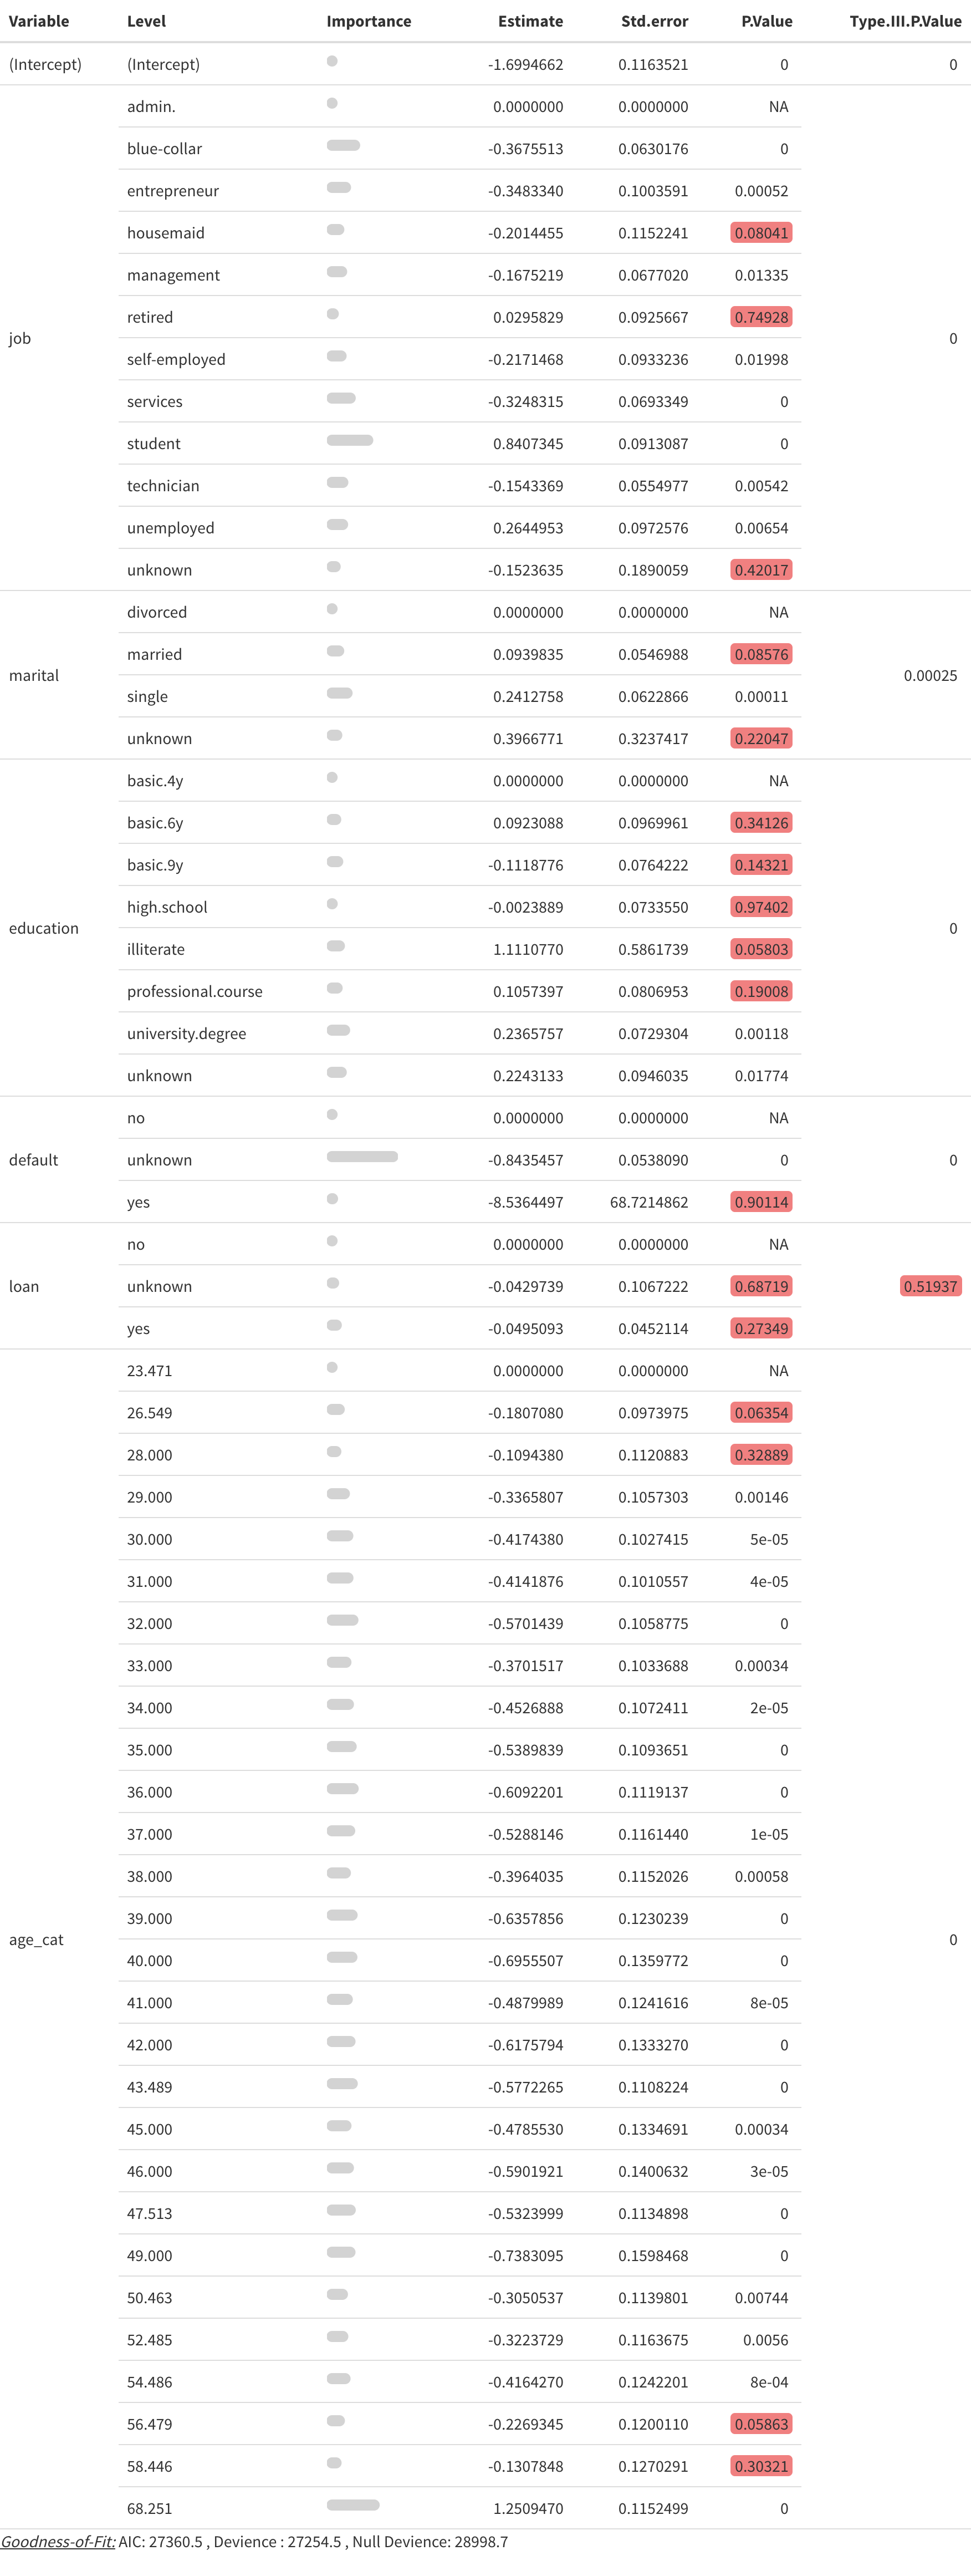 Variable Level Importance Estimate Std.error P.Value Type.III.P.Value
(Intercept) (Intercept) -1.6994662 0.1163521 0 0
admin. 0.0000000 0.0000000 NA
blue-collar -0.3675513 0.0630176 0
entrepreneur -0.3483340 0.1003591 0.00052
housemaid -0.2014455 0.1152241 0.08041
management -0.1675219 0.0677020 0.01335
retired 0.0295829 0.0925667 0.74928
job 0
self-employed -0.2171468 0.0933236 0.01998
services -0.3248315 0.0693349 0
student 0.8407345 0.0913087 0
technician -0.1543369 0.0554977 0.00542
unemployed 0.2644953 0.0972576 0.00654
unknown -0.1523635 0.1890059 0.42017
divorced 0.0000000 0.0000000 NA
married 0.0939835 0.0546988 0.08576
marital 0.00025
single 0.2412758 0.0622866 0.00011
unknown 0.3966771 0.3237417 0.22047
basic.4y 0.0000000 0.0000000 NA
basic.6y 0.0923088 0.0969961 0.34126
basic.9y -0.1118776 0.0764222 0.14321
high.school -0.0023889 0.0733550 0.97402
education 0
illiterate 1.1110770 0.5861739 0.05803
professional.course 0.1057397 0.0806953 0.19008
university.degree 0.2365757 0.0729304 0.00118
unknown 0.2243133 0.0946035 0.01774
no 0.0000000 0.0000000 NA
default unknown -0.8435457 0.0538090 0 0
yes -8.5364497 68.7214862 0.90114
no 0.0000000 0.0000000 NA
loan unknown -0.0429739 0.1067222 0.68719 0.51937
yes -0.0495093 0.0452114 0.27349
23.471 0.0000000 0.0000000 NA
26.549 -0.1807080 0.0973975 0.06354
28.000 -0.1094380 0.1120883 0.32889
29.000 -0.3365807 0.1057303 0.00146
30.000 -0.4174380 0.1027415 5e-05
31.000 -0.4141876 0.1010557 4e-05
32.000 -0.5701439 0.1058775 0
33.000 -0.3701517 0.1033688 0.00034
34.000 -0.4526888 0.1072411 2e-05
35.000 -0.5389839 0.1093651 0
36.000 -0.6092201 0.1119137 0
37.000 -0.5288146 0.1161440 1e-05
38.000 -0.3964035 0.1152026 0.00058
39.000 -0.6357856 0.1230239 0
age_cat 0
40.000 -0.6955507 0.1359772 0
41.000 -0.4879989 0.1241616 8e-05
42.000 -0.6175794 0.1333270 0
43.489 -0.5772265 0.1108224 0
45.000 -0.4785530 0.1334691 0.00034
46.000 -0.5901921 0.1400632 3e-05
47.513 -0.5323999 0.1134898 0
49.000 -0.7383095 0.1598468 0
50.463 -0.3050537 0.1139801 0.00744
52.485 -0.3223729 0.1163675 0.0056
54.486 -0.4164270 0.1242201 8e-04
56.479 -0.2269345 0.1200110 0.05863
58.446 -0.1307848 0.1270291 0.30321
68.251 1.2509470 0.1152499 0
Goodness-of-Fit: AIC: 27360.5 , Devience : 27254.5 , Null Devience: 28998.7